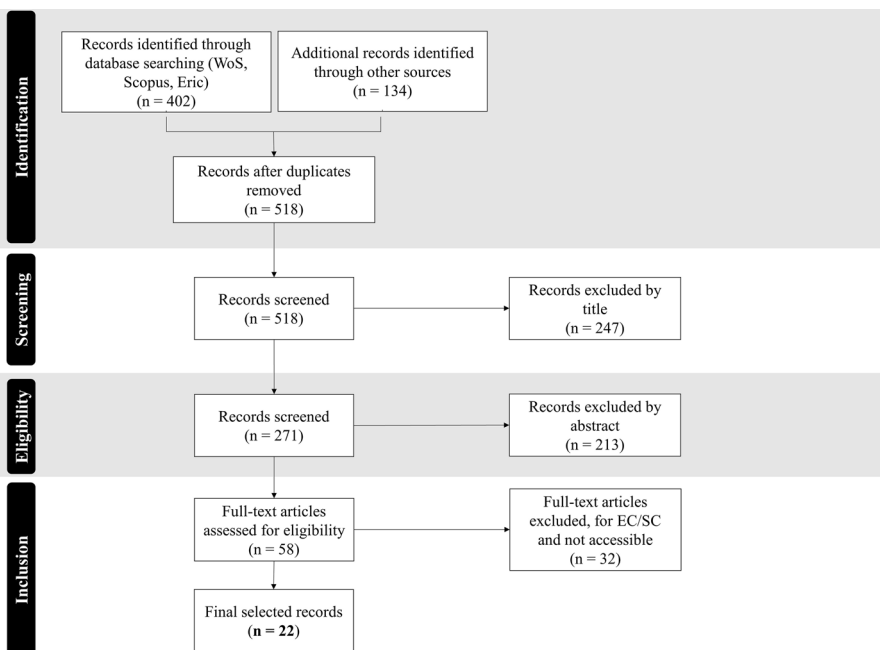 Identification
Records identified through
database searching (WoS,
Scopus, Eric)
(n = 402)
Additional records identified
through other sources
(n = 134)
Records after duplicates
removed
(n = 518)
Screening
Records screened
(n = 518)
Records excluded by
title
(n = 247)
Eligibility
Records screened
(n = 271)
Records excluded by
abstract
(n = 213)
Inclusion
Full-text articles
assessed for eligibility
(n = 58)
Full-text articles
excluded, for EC/SC
and not accessible
(n = 32)
Final selected records
(n = 22)